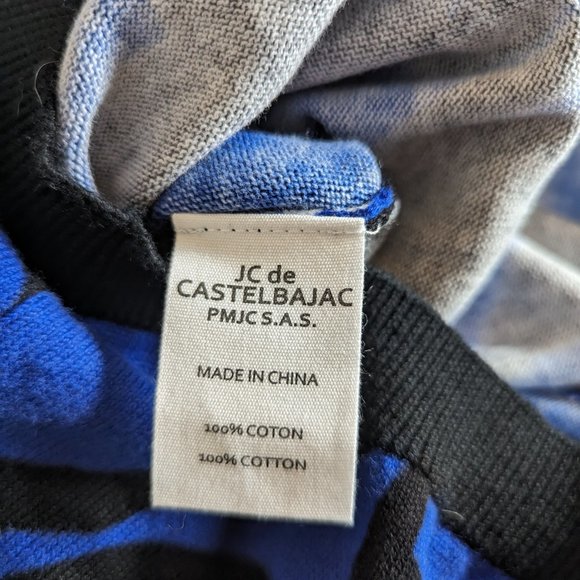 JC de
CASTELBAJAC
PMJC S.A.S.
MADE IN CHINA
100% COTON
100% COTTON